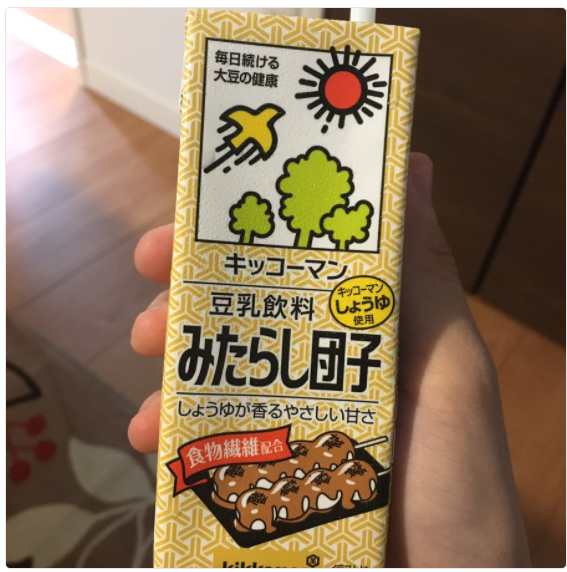 毎日続ける
大豆の健康
キッコーマン
豆乳飲料
キッコーマン
しょうゆ
使用
みたらし団子
しょうゆが香るやさしい甘さ
食物繊維配合